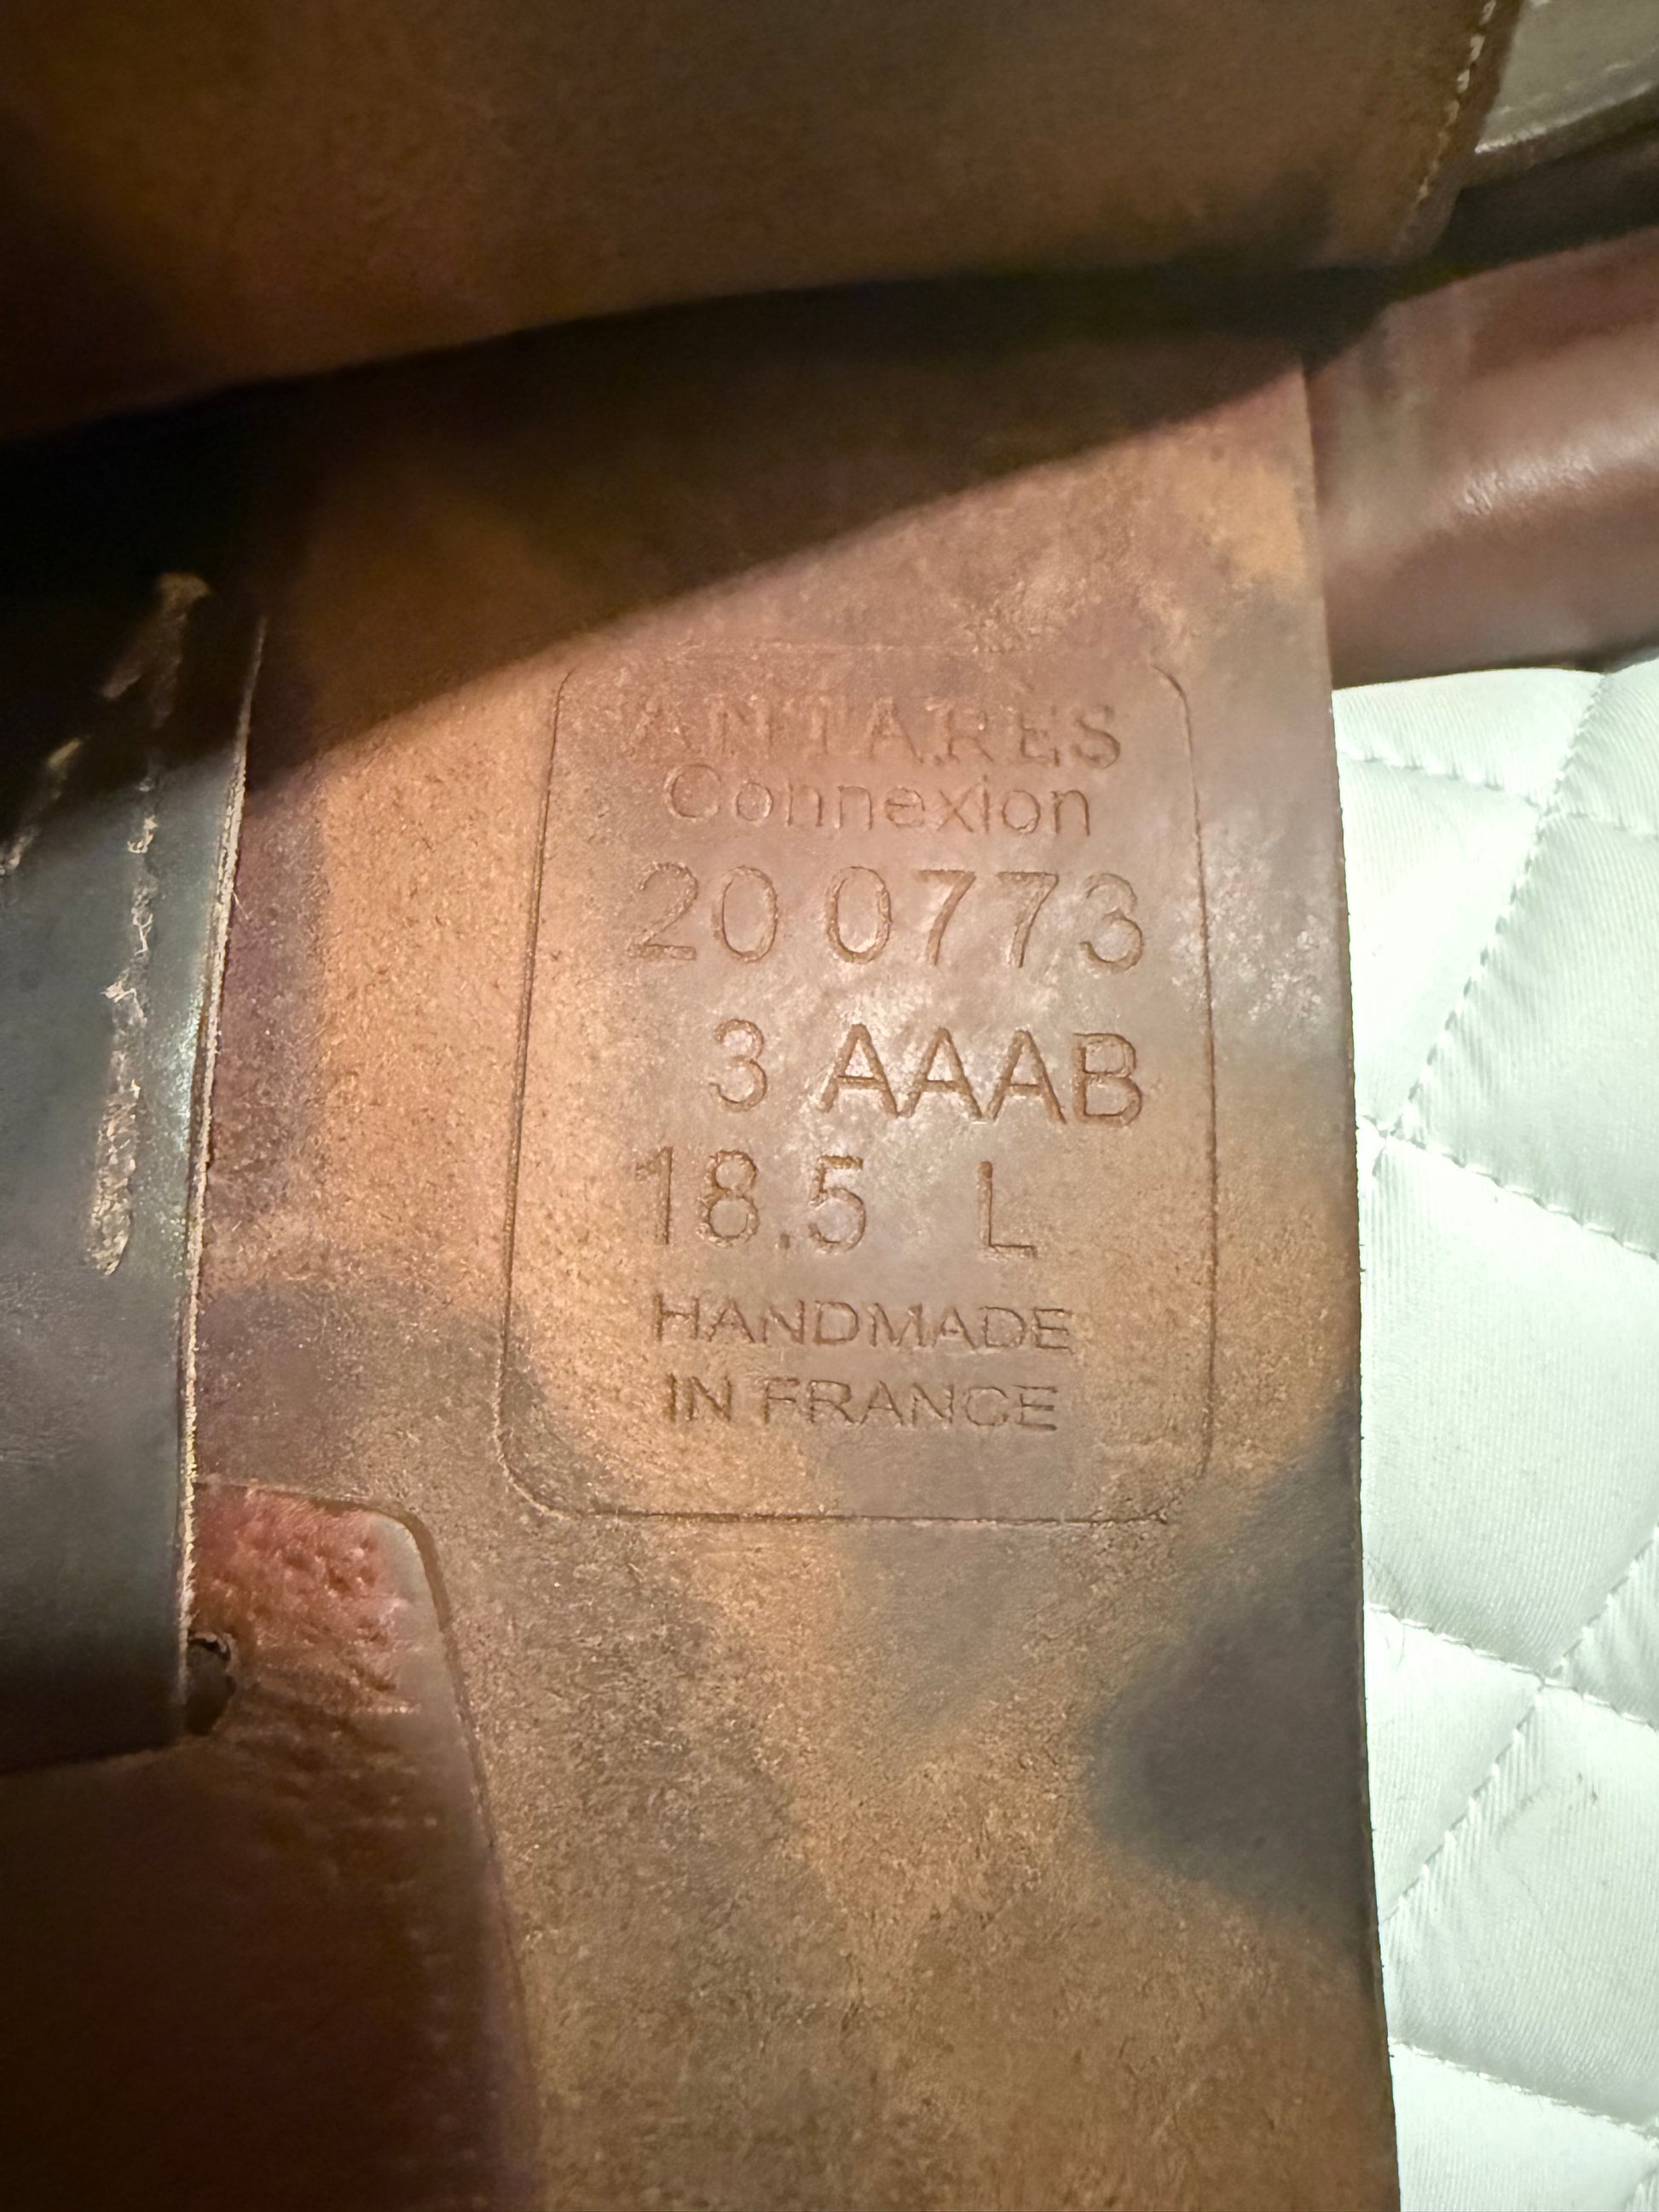 ANTARES
Connexion
20 0773
3 AAAB
18.5 L
HANDMADE
IN FRANCE